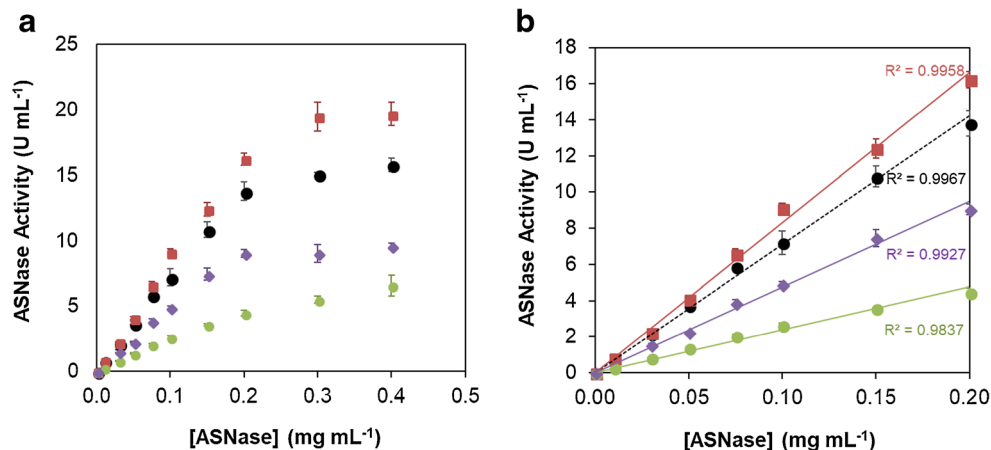 a
25
20
15
10
5
0
0.0 0.1 0.2 0.3 0.4 0.5
ASNase Activity (U mL⁻¹)
[ASNase] (mg mL⁻¹)
b
18
16
14
12
10
8
6
4
2
0
0.00 0.05 0.10 0.15 0.20
ASNase Activity (U mL⁻¹)
[ASNase] (mg mL⁻¹)
R² = 0.9958
R² = 0.9967
R² = 0.9927
R² = 0.9837